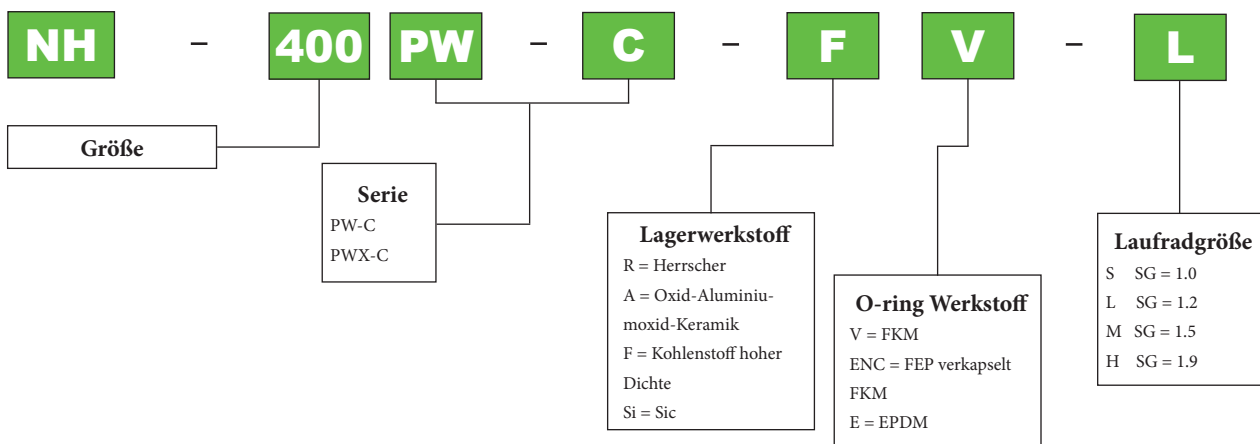 NH - 400 PW - C - F V - L
Größe
Serie
PW-C
PWX-C
Lagerwerkstoff
R = Herrscher
A = Oxid-Aluminiu-
moxid-Keramik
F = Kohlenstoff hoher
Dichte
Si = Sic
O-ring Werkstoff
V = FKM
ENC = FEP verkapselt
FKM
E = EPDM
Laufradgröße
S SG = 1.0
L SG = 1.2
M SG = 1.5
H SG = 1.9